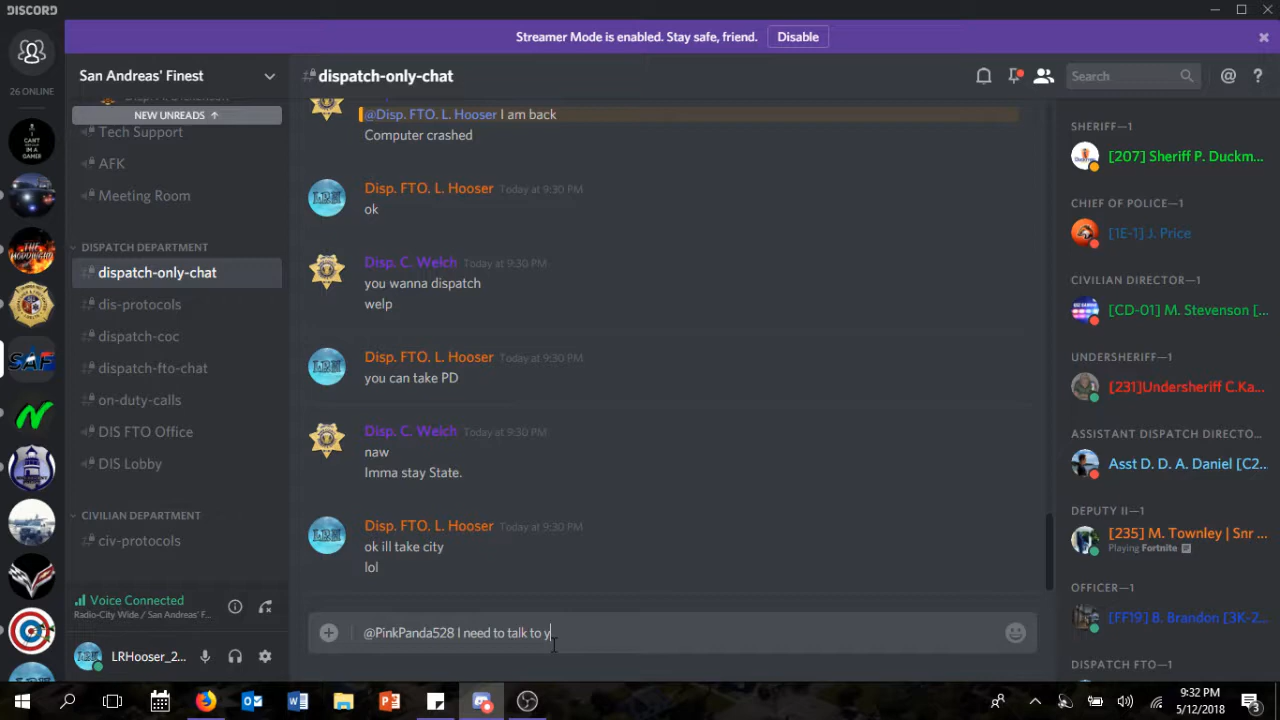 DISCORD
Streamer Mode is enabled. Stay safe, friend. Disable
26 ONLINE
San Andreas' Finest
NEW UNREADS ↑
Tech Support
AFK
Meeting Room
DISPATCH DEPARTMENT
dispatch-only-chat
dis-protocols
dispatch-coc
dispatch-fto-chat
on-duty-calls
DIS FTO Office
DIS Lobby
CIVILIAN DEPARTMENT
civ-protocols
Voice Connected
Radio-City Wide / San Andreas' F...
LRHooser_2...
#dispatch-only-chat
Search
@Disp. FTO. L. Hooser I am back
Computer crashed
Disp. FTO. L. Hooser Today at 9:30 PM
ok
Disp. C. Welch Today at 9:30 PM
you wanna dispatch
welp
Disp. FTO. L. Hooser Today at 9:30 PM
you can take PD
Disp. C. Welch Today at 9:30 PM
naw
Imma stay State.
Disp. FTO. L. Hooser Today at 9:30 PM
ok ill take city
lol
@PinkPanda528 I need to talk to y
SHERIFF—1
[207] Sheriff P. Duckm...
CHIEF OF POLICE—1
[1E-1] J. Price
CIVILIAN DIRECTOR—1
[CD-01] M. Stevenson [...
UNDERSHERIFF—1
[231]Undersheriff C.Ka...
ASSISTANT DISPATCH DIRECTO...
Asst D. D. A. Daniel [C2...
DEPUTY II—1
[235] M. Townley | Snr ...
Playing Fortnite
OFFICER—1
[FF19] B. Brandon [3K-2...
DISPATCH FTO—1
SAF
LRN
9:32 PM
5/12/2018
3